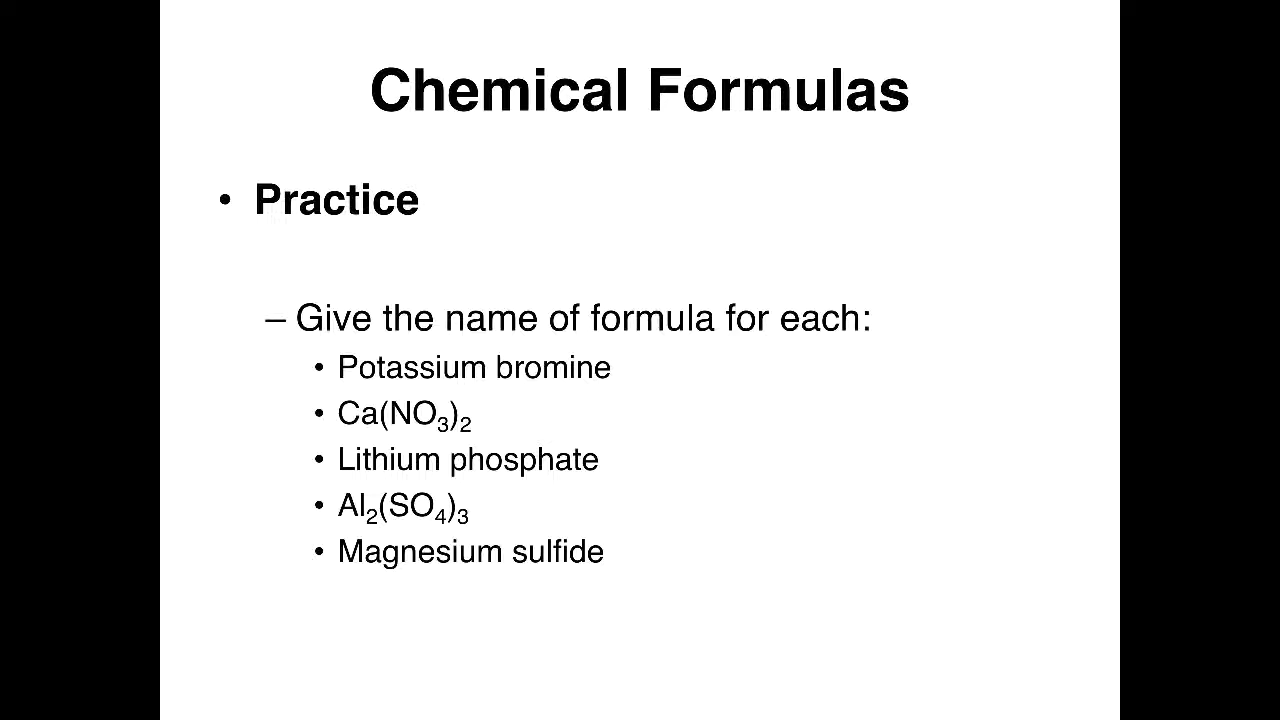 Chemical Formulas
• Practice
– Give the name of formula for each:
• Potassium bromine
• Ca(NO₃)₂
• Lithium phosphate
• Al₂(SO₄)₃
• Magnesium sulfide